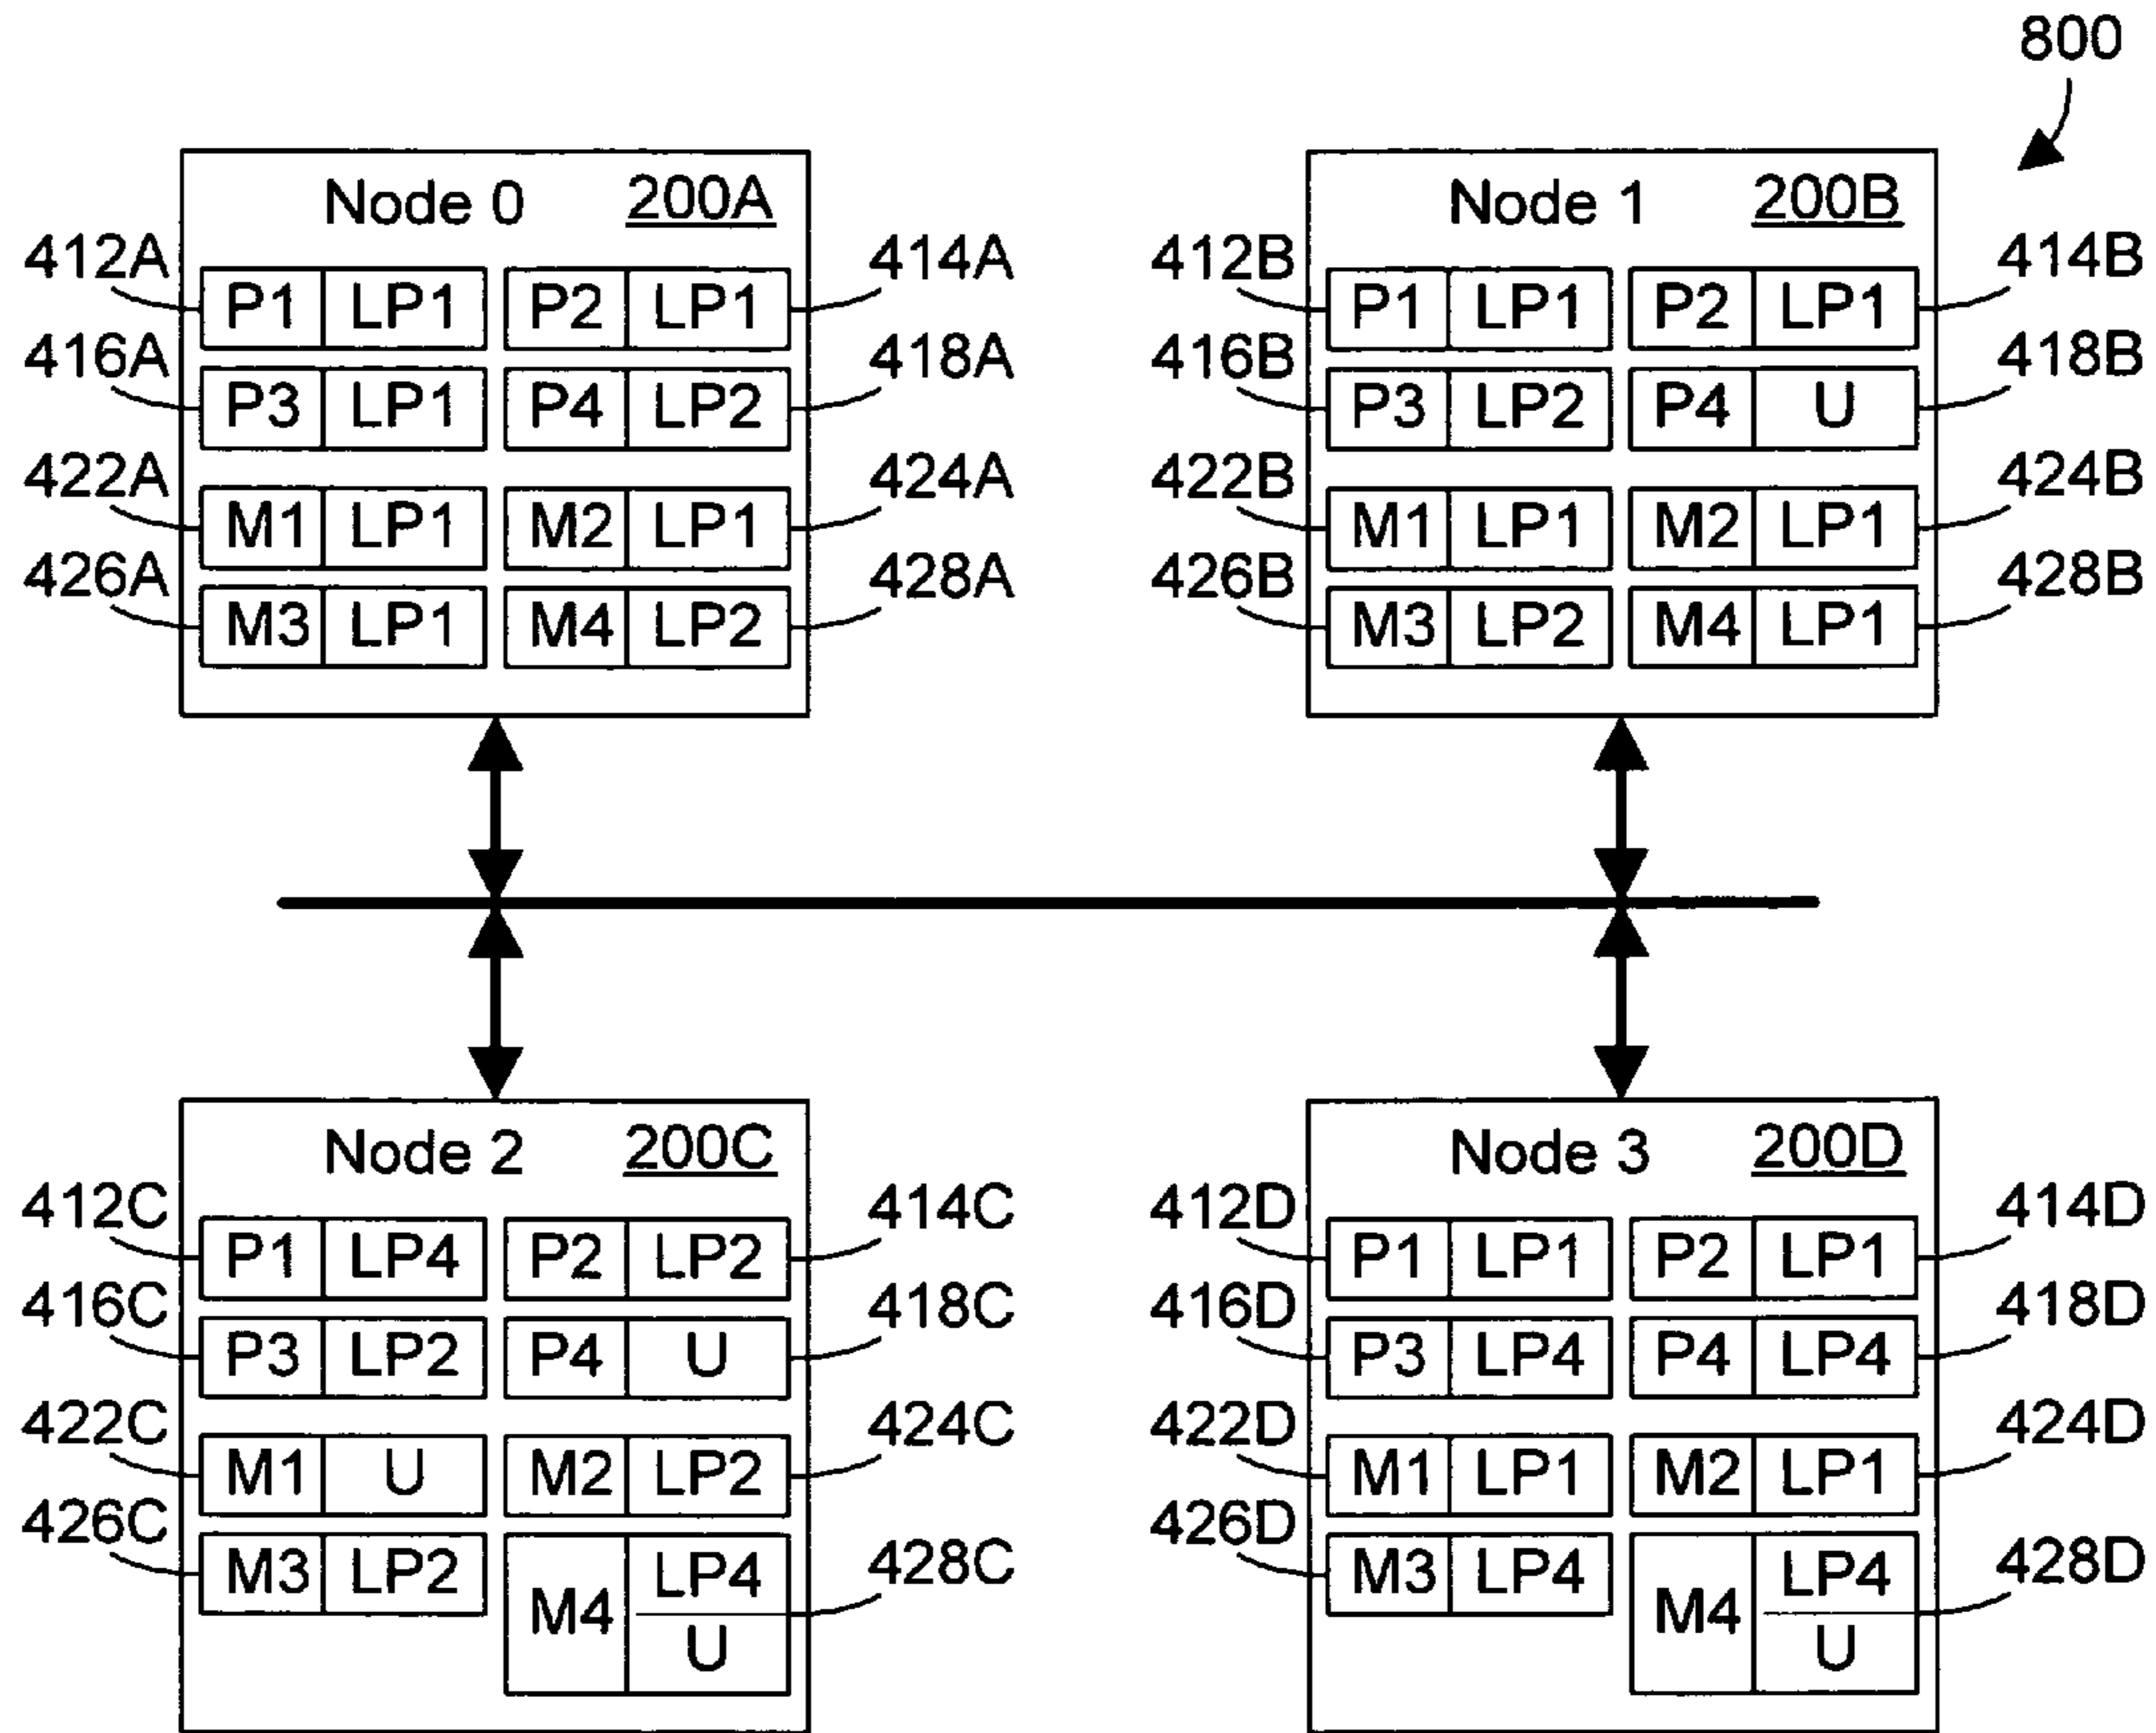 800
Node 0 200A
412A P1 LP1 P2 LP1 414A
416A P3 LP1 P4 LP2 418A
422A M1 LP1 M2 LP1 424A
426A M3 LP1 M4 LP2 428A
Node 1 200B
412B P1 LP1 P2 LP1 414B
416B P3 LP2 P4 U 418B
422B M1 LP1 M2 LP1 424B
426B M3 LP2 M4 LP1 428B
Node 2 200C
412C P1 LP4 P2 LP2 414C
416C P3 LP2 P4 U 418C
422C M1 U M2 LP2 424C
426C M3 LP2 M4 LP4 428C
U
Node 3 200D
412D P1 LP1 P2 LP1 414D
416D P3 LP4 P4 LP4 418D
422D M1 LP1 M2 LP1 424D
426D M3 LP4 M4 LP4 428D
U